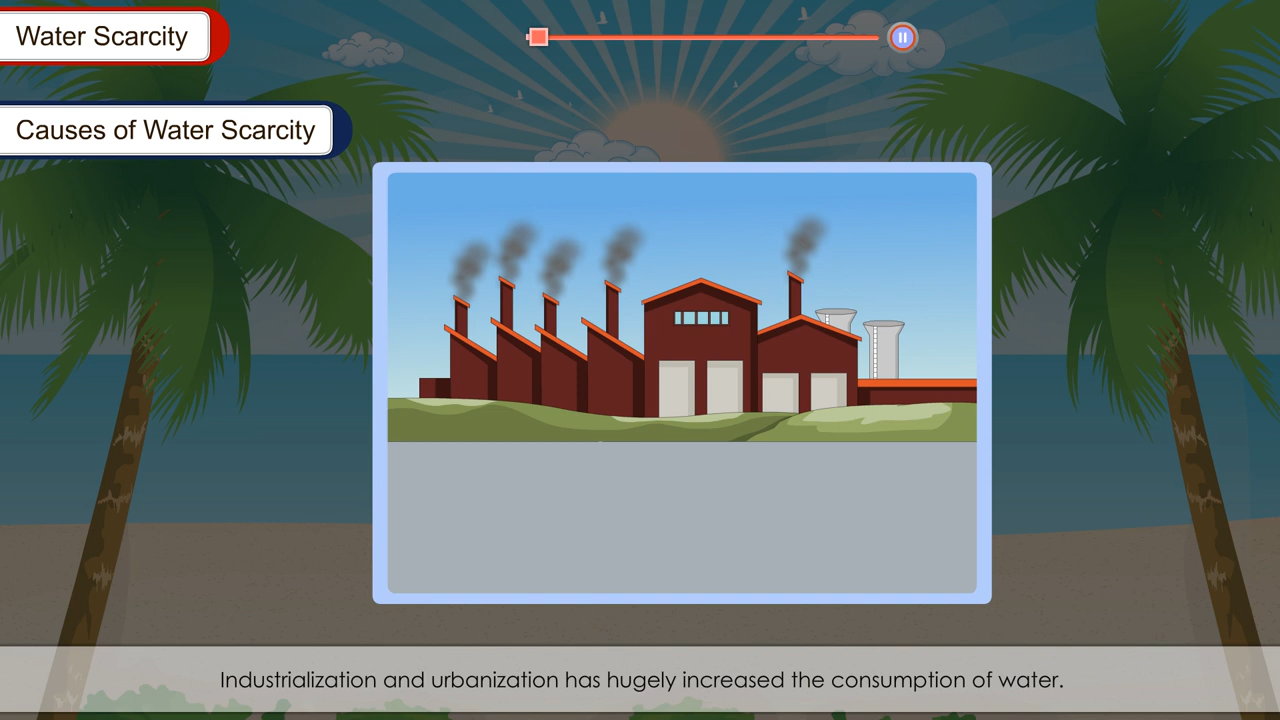 Water Scarcity
Causes of Water Scarcity
Industrialization and urbanization has hugely increased the consumption of water.